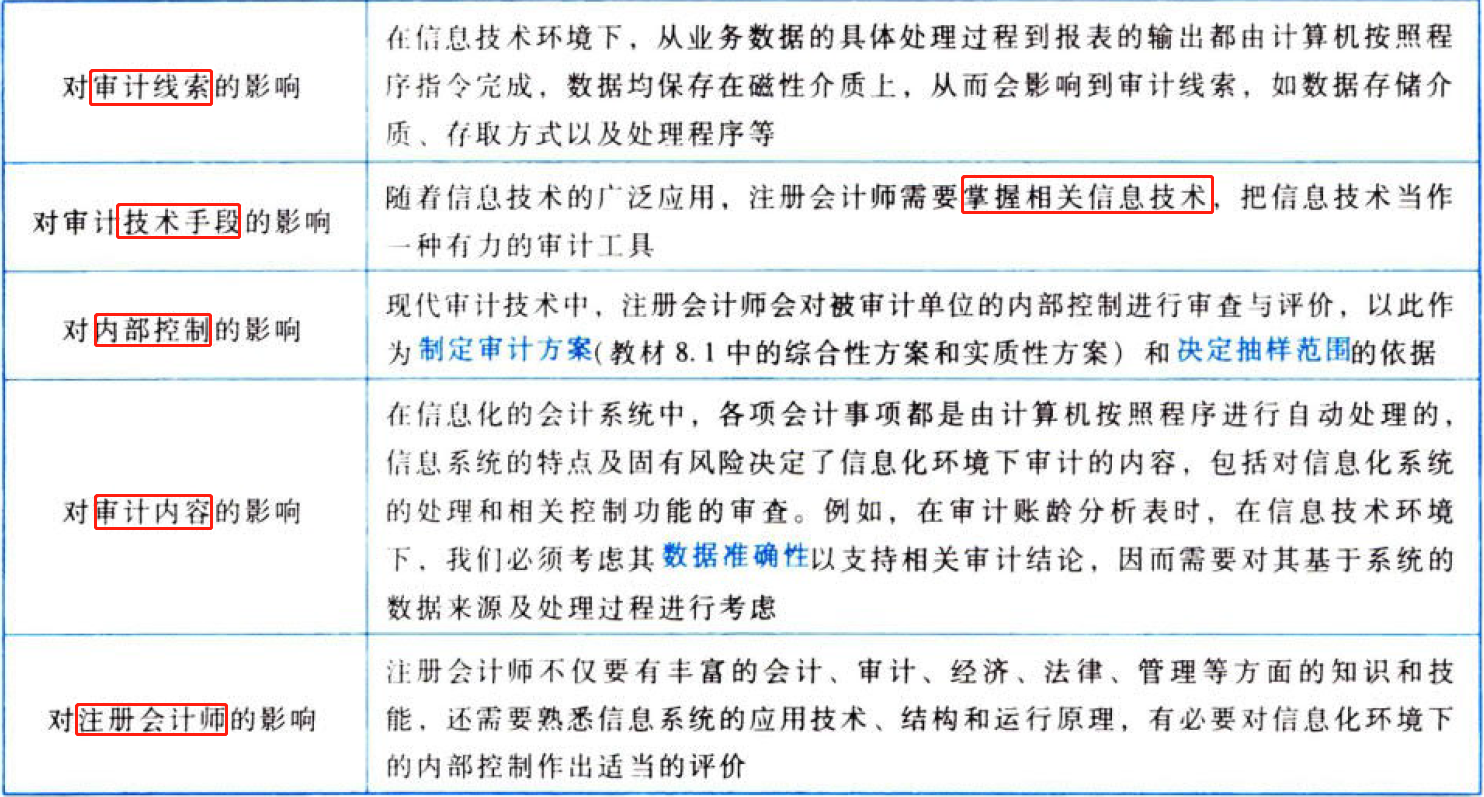 对审计线索的影响
在信息技术环境下，从业务数据的具体处理过程到报表的输出都由计算机按照程
序指令完成，数据均保存在磁性介质上，从而会影响到审计线索，如数据存储介
质、存取方式以及处理程序等
对审计技术手段的影响
随着信息技术的广泛应用，注册会计师需要掌握相关信息技术，把信息技术当作
一种有力的审计工具
对内部控制的影响
现代审计技术中，注册会计师会对被审计单位的内部控制进行审查与评价，以此作
为制定审计方案(教材 8.1 中的综合性方案和实质性方案）和决定抽样范围的依据
对审计内容的影响
在信息化的会计系统中，各项会计事项都是由计算机按照程序进行自动处理的，
信息系统的特点及固有风险决定了信息化环境下审计的内容，包括对信息化系统
的处理和相关控制功能的审查。例如，在审计账龄分析表时，在信息技术环境
下，我们必须考虑其数据准确性以支持相关审计结论，因而需要对其基于系统的
数据来源及处理过程进行考虑
对注册会计师的影响
注册会计师不仅要有丰富的会计、审计、经济、法律、管理等方面的知识和技
能，还需要熟悉信息系统的应用技术、结构和运行原理，有必要对信息化环境下
的内部控制作出适当的评价